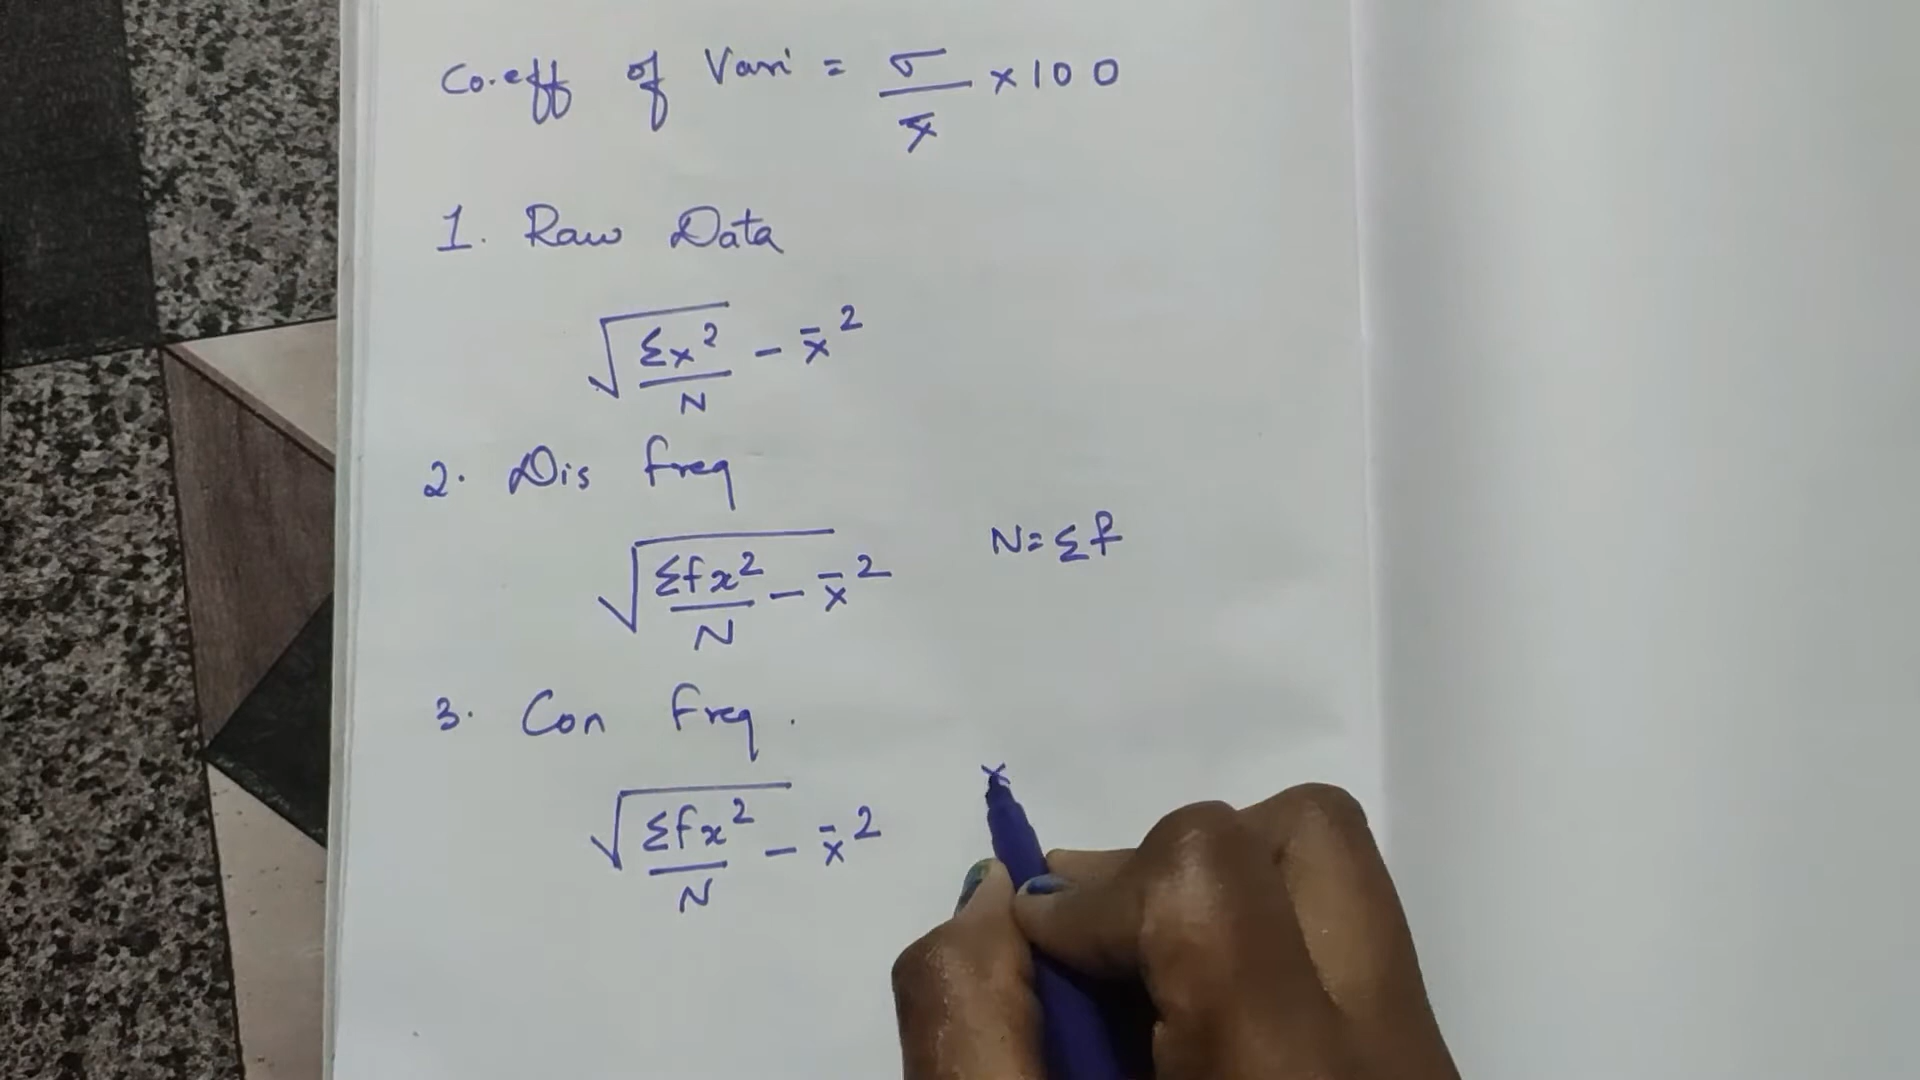 Co.eff of Vari = σ / x̄ × 100
1. Raw Data
√Σx² / N - x̄²
2. Dis freq
√Σfx² / N - x̄² N = Σf
3. Con freq.
√Σfx² / N - x̄² x